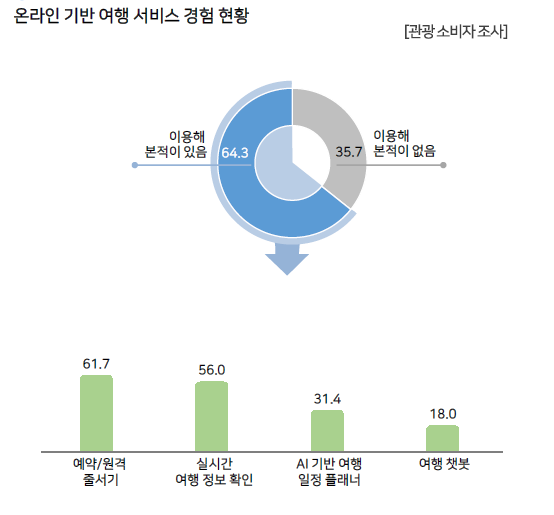 온라인 기반 여행 서비스 경험 현황
[관광 소비자 조사]
이용해
본적이 있음
64.3
35.7
이용해
본적이 없음
61.7
56.0
31.4
18.0
예약/원격
줄서기
실시간
여행 정보 확인
AI 기반 여행
일정 플래너
여행 챗봇